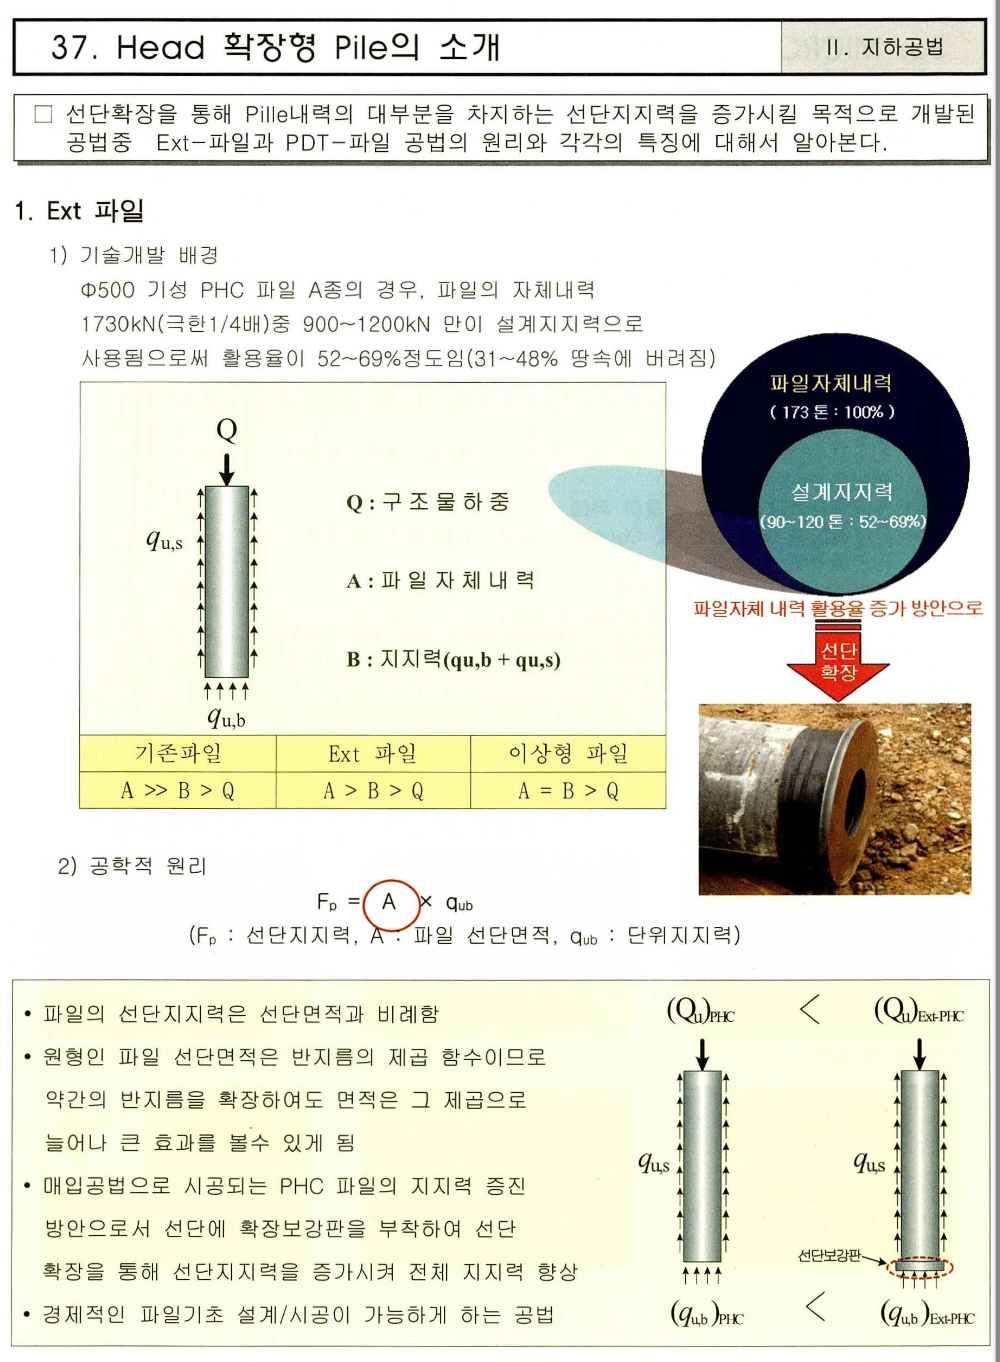 37. Head 확장형 Pile의 소개
II. 지하공법
□ 선단확장을 통해 Pille내력의 대부분을 차지하는 선단지지력을 증가시킬 목적으로 개발된
공법중 Ext-파일과 PDT-파일 공법의 원리와 각각의 특징에 대해서 알아본다.
1. Ext 파일
1) 기술개발 배경
Φ500 기성 PHC 파일 A종의 경우, 파일의 자체내력
1730kN(극한1/4배)중 900~1200kN 만이 설계지지력으로
사용됨으로써 활용율이 52~69%정도임(31~48% 땅속에 버려짐)
파일자체내력
( 173 톤 : 100% )
설계지지력
(90~120 톤 : 52~69%)
파일자체 내력 활용율 증가 방안으로
선단
확장
Q
qu,s
qu,b
Q : 구 조 물 하 중
A : 파 일 자 체 내 력
B : 지지력(qu,b + qu,s)
기존파일 Ext 파일 이상형 파일
A >> B > Q A > B > Q A = B > Q
2) 공학적 원리
Fp = A × qub
(Fp : 선단지지력, A : 파일 선단면적, qub : 단위지지력)
• 파일의 선단지지력은 선단면적과 비례함
• 원형인 파일 선단면적은 반지름의 제곱 함수이므로
약간의 반지름을 확장하여도 면적은 그 제곱으로
늘어나 큰 효과를 볼수 있게 됨
• 매입공법으로 시공되는 PHC 파일의 지지력 증진
방안으로서 선단에 확장보강판을 부착하여 선단
확장을 통해 선단지지력을 증가시켜 전체 지지력 향상
• 경제적인 파일기초 설계/시공이 가능하게 하는 공법
(Qu)PHC < (Qu)Ext-PHC
qu,s qu,s
선단보강판
(qu,b)PHC < (qu,b)Ext-PHC